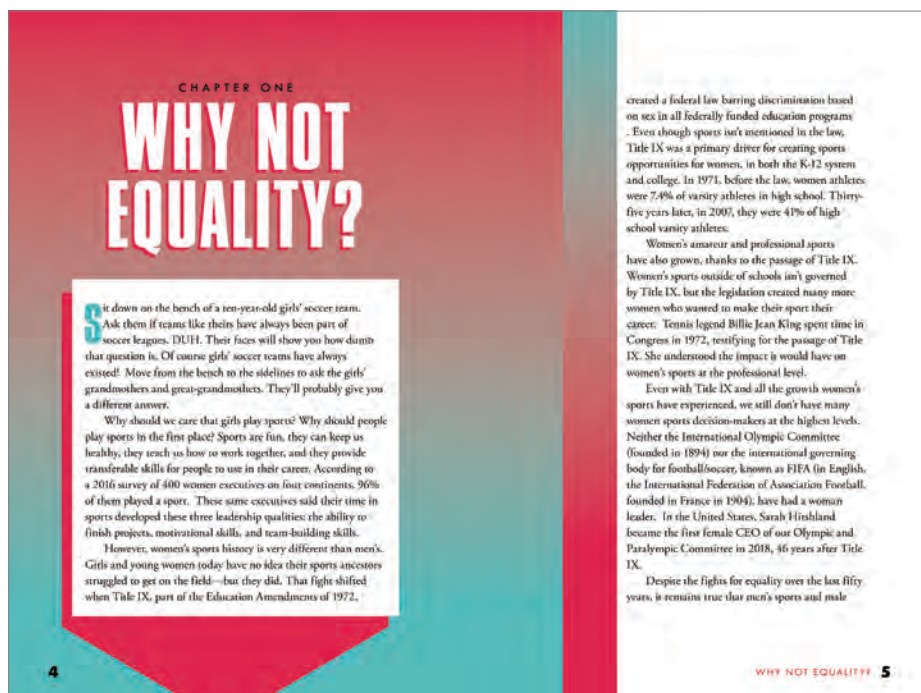 CHAPTER ONE
WHY NOT
EQUALITY?
Sit down on the bench of a ten-year-old girls' soccer team.
Ask them if teams like theirs have always been part of
soccer leagues. DUH. Their faces will show you how dumb
that question is. Of course girls' soccer teams have always
existed! Move from the bench to the sidelines to ask the girls'
grandmothers and great-grandmothers. They'll probably give you
a different answer.
Why should we care that girls play sports? Why should people
play sports in the first place? Sports are fun, they can keep us
healthy, they teach us how to work together, and they provide
transferable skills for people to use in their career. According to
a 2016 survey of 400 women executives on four continents, 96%
of them played a sport. These same executives said their time in
sports developed these three leadership qualities: the ability to
finish projects, motivational skills, and team-building skills.
However, women's sports history is very different than men's.
Girls and young women today have no idea their sports ancestors
struggled to get on the field—but they did. That fight shifted
when Title IX, part of the Education Amendments of 1972,
4
created a federal law barring discrimination based
on sex in all federally funded education programs
. Even though sports isn't mentioned in the law,
Title IX was a primary driver for creating sports
opportunities for women, in both the K-12 system
and college. In 1971, before the law, women athletes
were 7.4% of varsity athletes in high school. Thirty-
five years later, in 2007, they were 41% of high
school varsity athletes.
Women's amateur and professional sports
have also grown, thanks to the passage of Title IX.
Women's sports outside of schools isn't governed
by Title IX, but the legislation created many more
women who wanted to make their sport their
career. Tennis legend Billie Jean King spent time in
Congress in 1972, testifying for the passage of Title
IX. She understood the impact is would have on
women's sports at the professional level.
Even with Title IX and all the growth women's
sports have experienced, we still don't have many
women sports decision-makers at the highest levels.
Neither the International Olympic Committee
(founded in 1894) nor the international governing
body for football/soccer, known as FIFA (in English,
the International Federation of Association Football,
founded in France in 1904), have had a woman
leader. In the United States, Sarah Hirshland
became the first female CEO of our Olympic and
Paralympic Committee in 2018, 46 years after Title
IX.
Despite the fights for equality over the last fifty
years, it remains true that men's sports and male
WHY NOT EQUALITY? 5